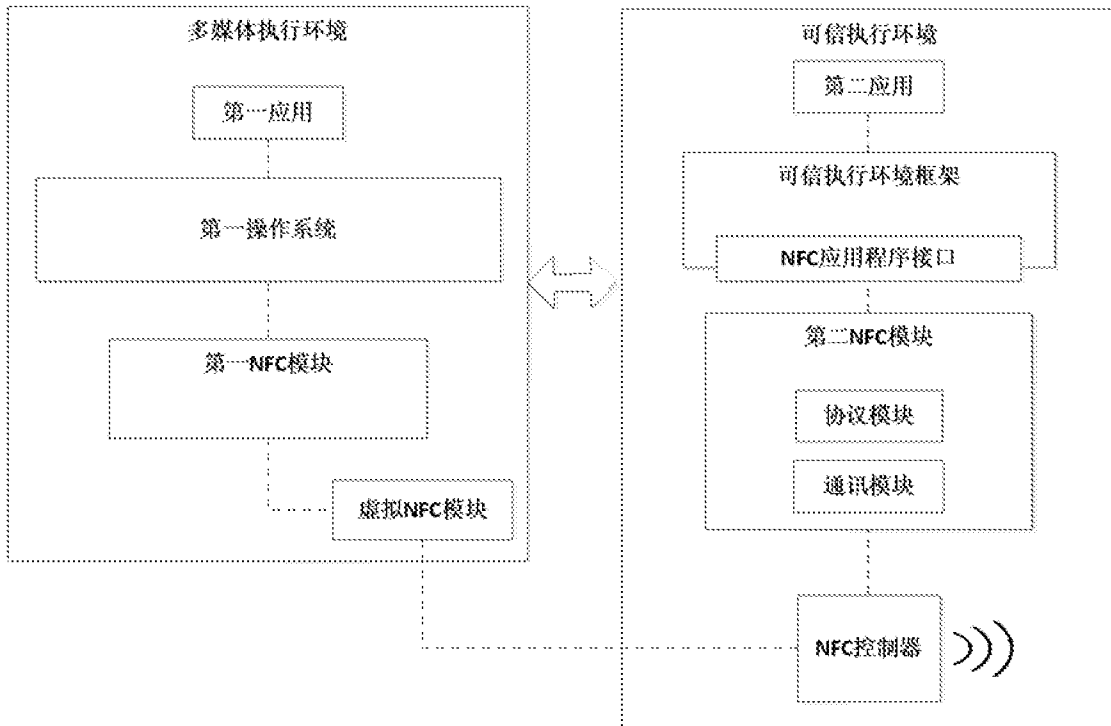 多媒体执行环境
第一应用
第一操作系统
第一NFC模块
虚拟NFC模块
可信执行环境
第二应用
可信执行环境框架
NFC应用程序接口
第二NFC模块
协议模块
通讯模块
NFC控制器